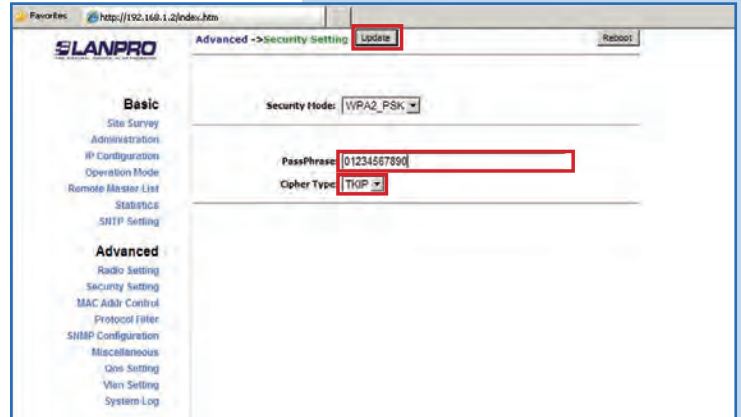 Favorites http://192.168.1.2/index.htm
LANPRO
Advanced ->Security Setting Update Reboot
Basic
Site Survey
Administration
IP Configuration
Operation Mode
Remote Master List
Statistics
SNTP Setting
Advanced
Radio Setting
Security Setting
MAC Addr Control
Protocol Filter
SNMP Configuration
Miscellaneous
Qos Setting
Vlan Setting
System Log
Security Mode: WPA2_PSK
PassPhrase: 01234567890
Cipher Type: TKIP